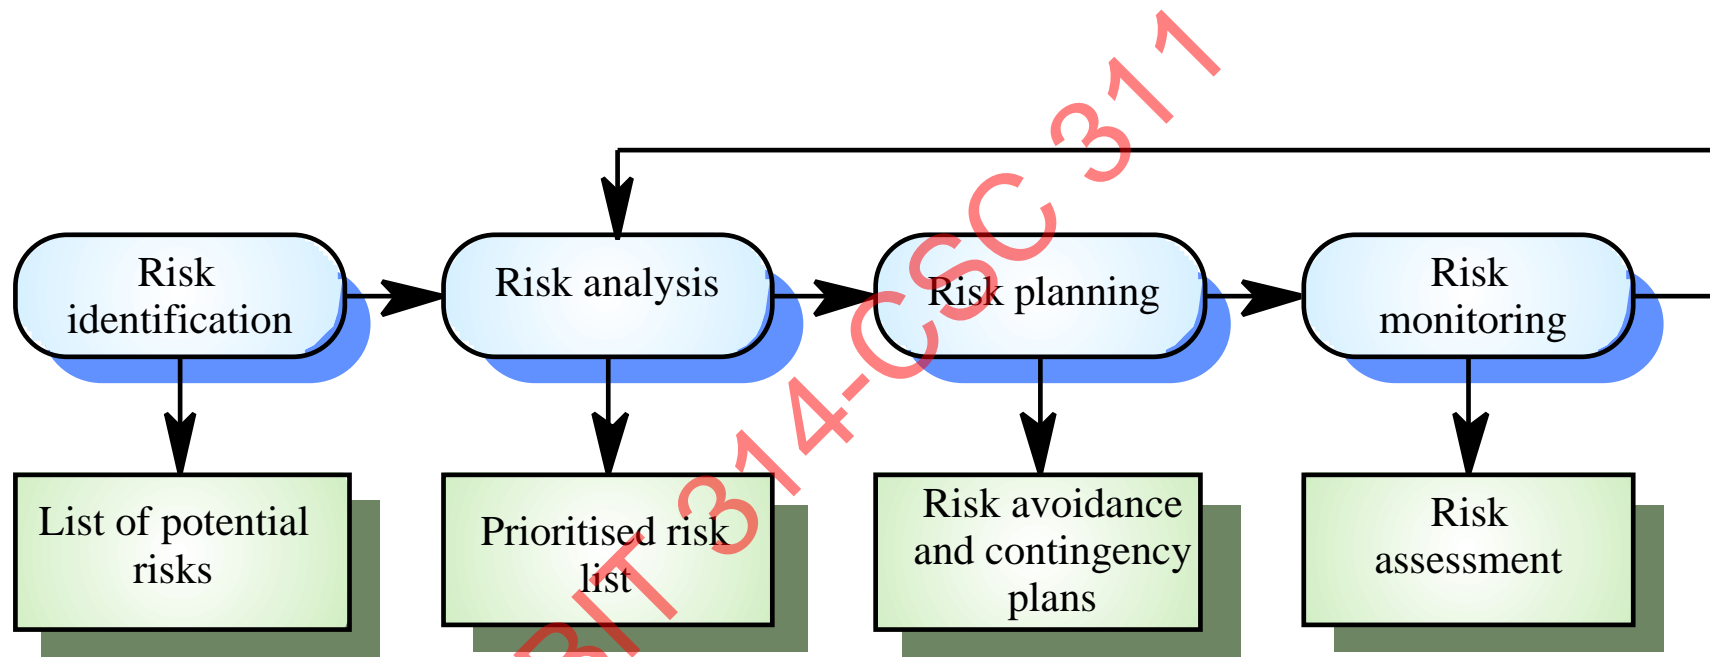 Risk
identification
Risk analysis
Risk planning
Risk
monitoring
List of potential
risks
Prioritised risk
list
Risk avoidance
and contingency
plans
Risk
assessment
BIT 314-CSC 311